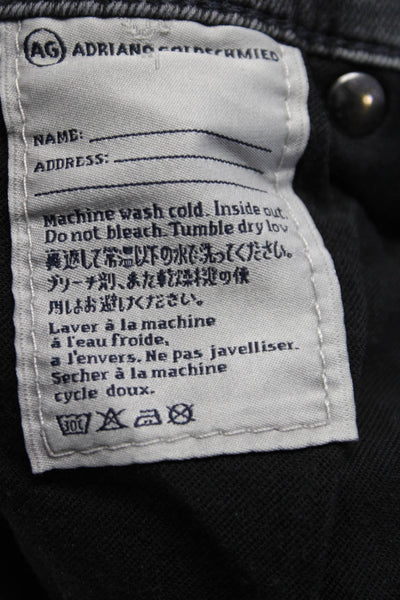 AG ADRIANO GOLDSCHMIED
NAME:
ADDRESS:
Machine wash cold. Inside out.
Do not bleach. Tumble dry low
裏返して常温以下の水で洗ってください。
ブリーチ剤、また乾燥機の使
用はお避けください。
Laver à la machine
á l'eau froide,
a l'envers. Ne pas javelliser.
Secher à la machine
cycle doux.
30C